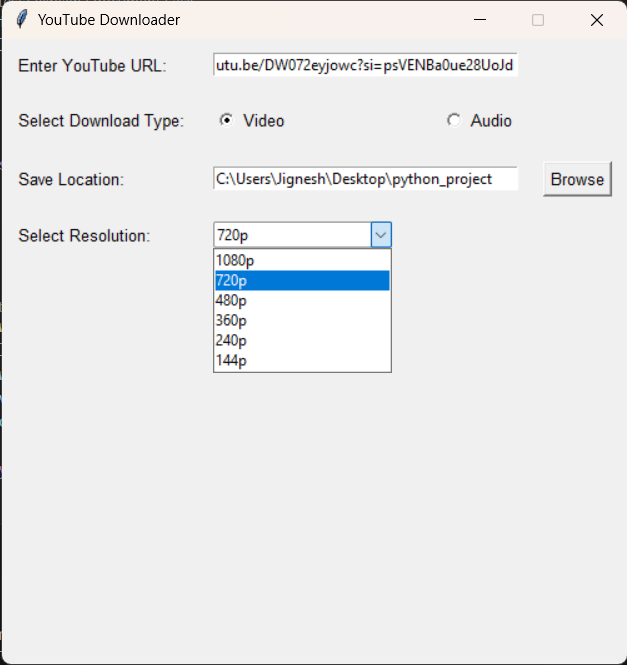 YouTube Downloader
Enter YouTube URL: utu.be/DW072eyjowc?si=psVENBa0ue28UoJd
Select Download Type: Video Audio
Save Location: C:\Users\Jignesh\Desktop\python_project Browse
Select Resolution: 720p
1080p
720p
480p
360p
240p
144p